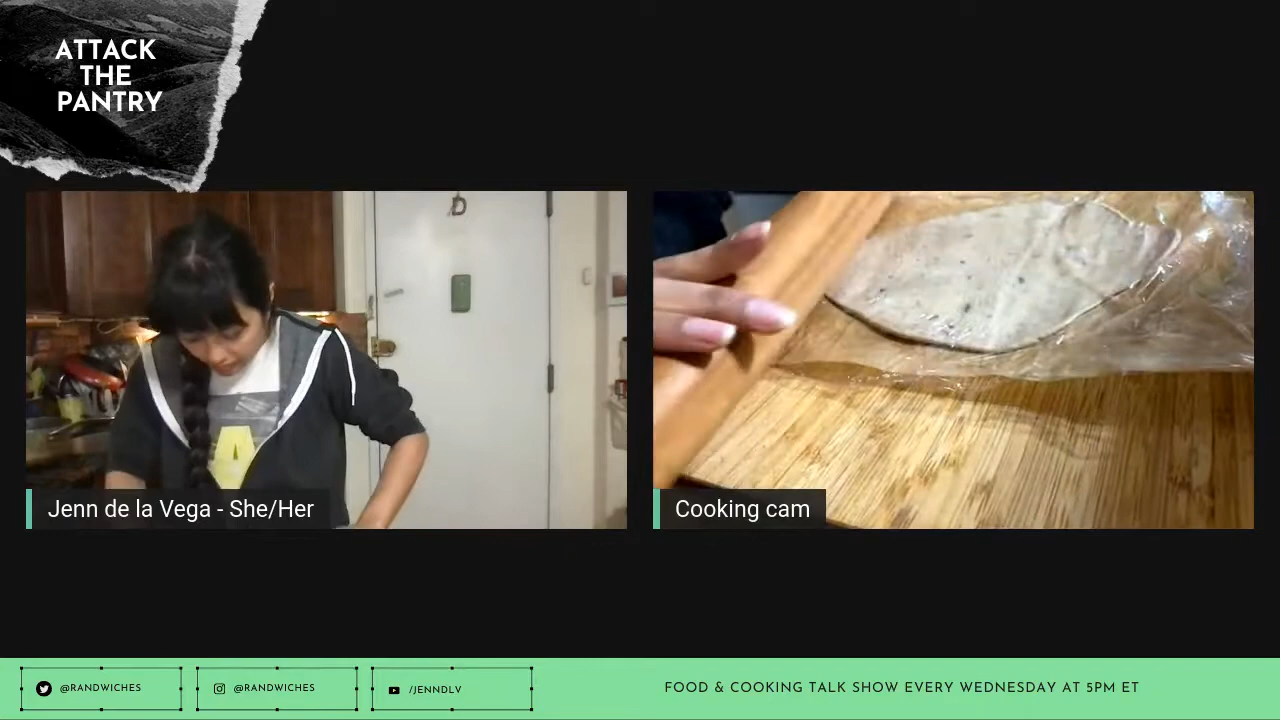 ATTACK
THE
PANTRY
D
A
Jenn de la Vega - She/Her
Cooking cam
@RANDWICHES
@RANDWICHES
/JENNDLV
FOOD & COOKING TALK SHOW EVERY WEDNESDAY AT 5PM ET